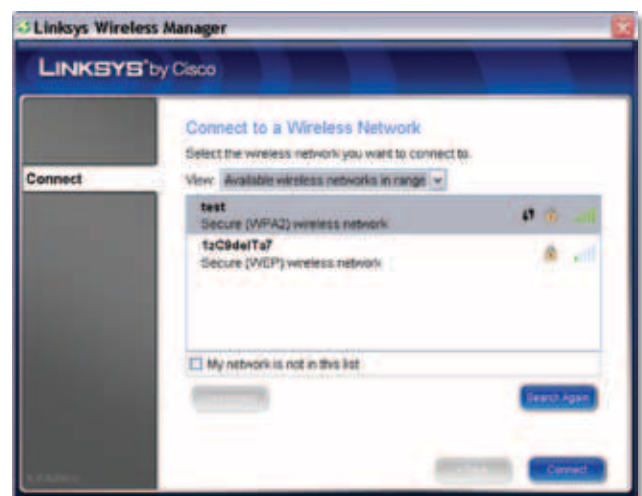 Linksys Wireless Manager
LINKSYS® by Cisco
Connect to a Wireless Network
Select the wireless network you want to connect to.
Connect
View: Available wireless networks in range
test
Secure (WPA2) wireless network
Secure (WEP) wireless network
My network is not in this list
Search Again
Connect